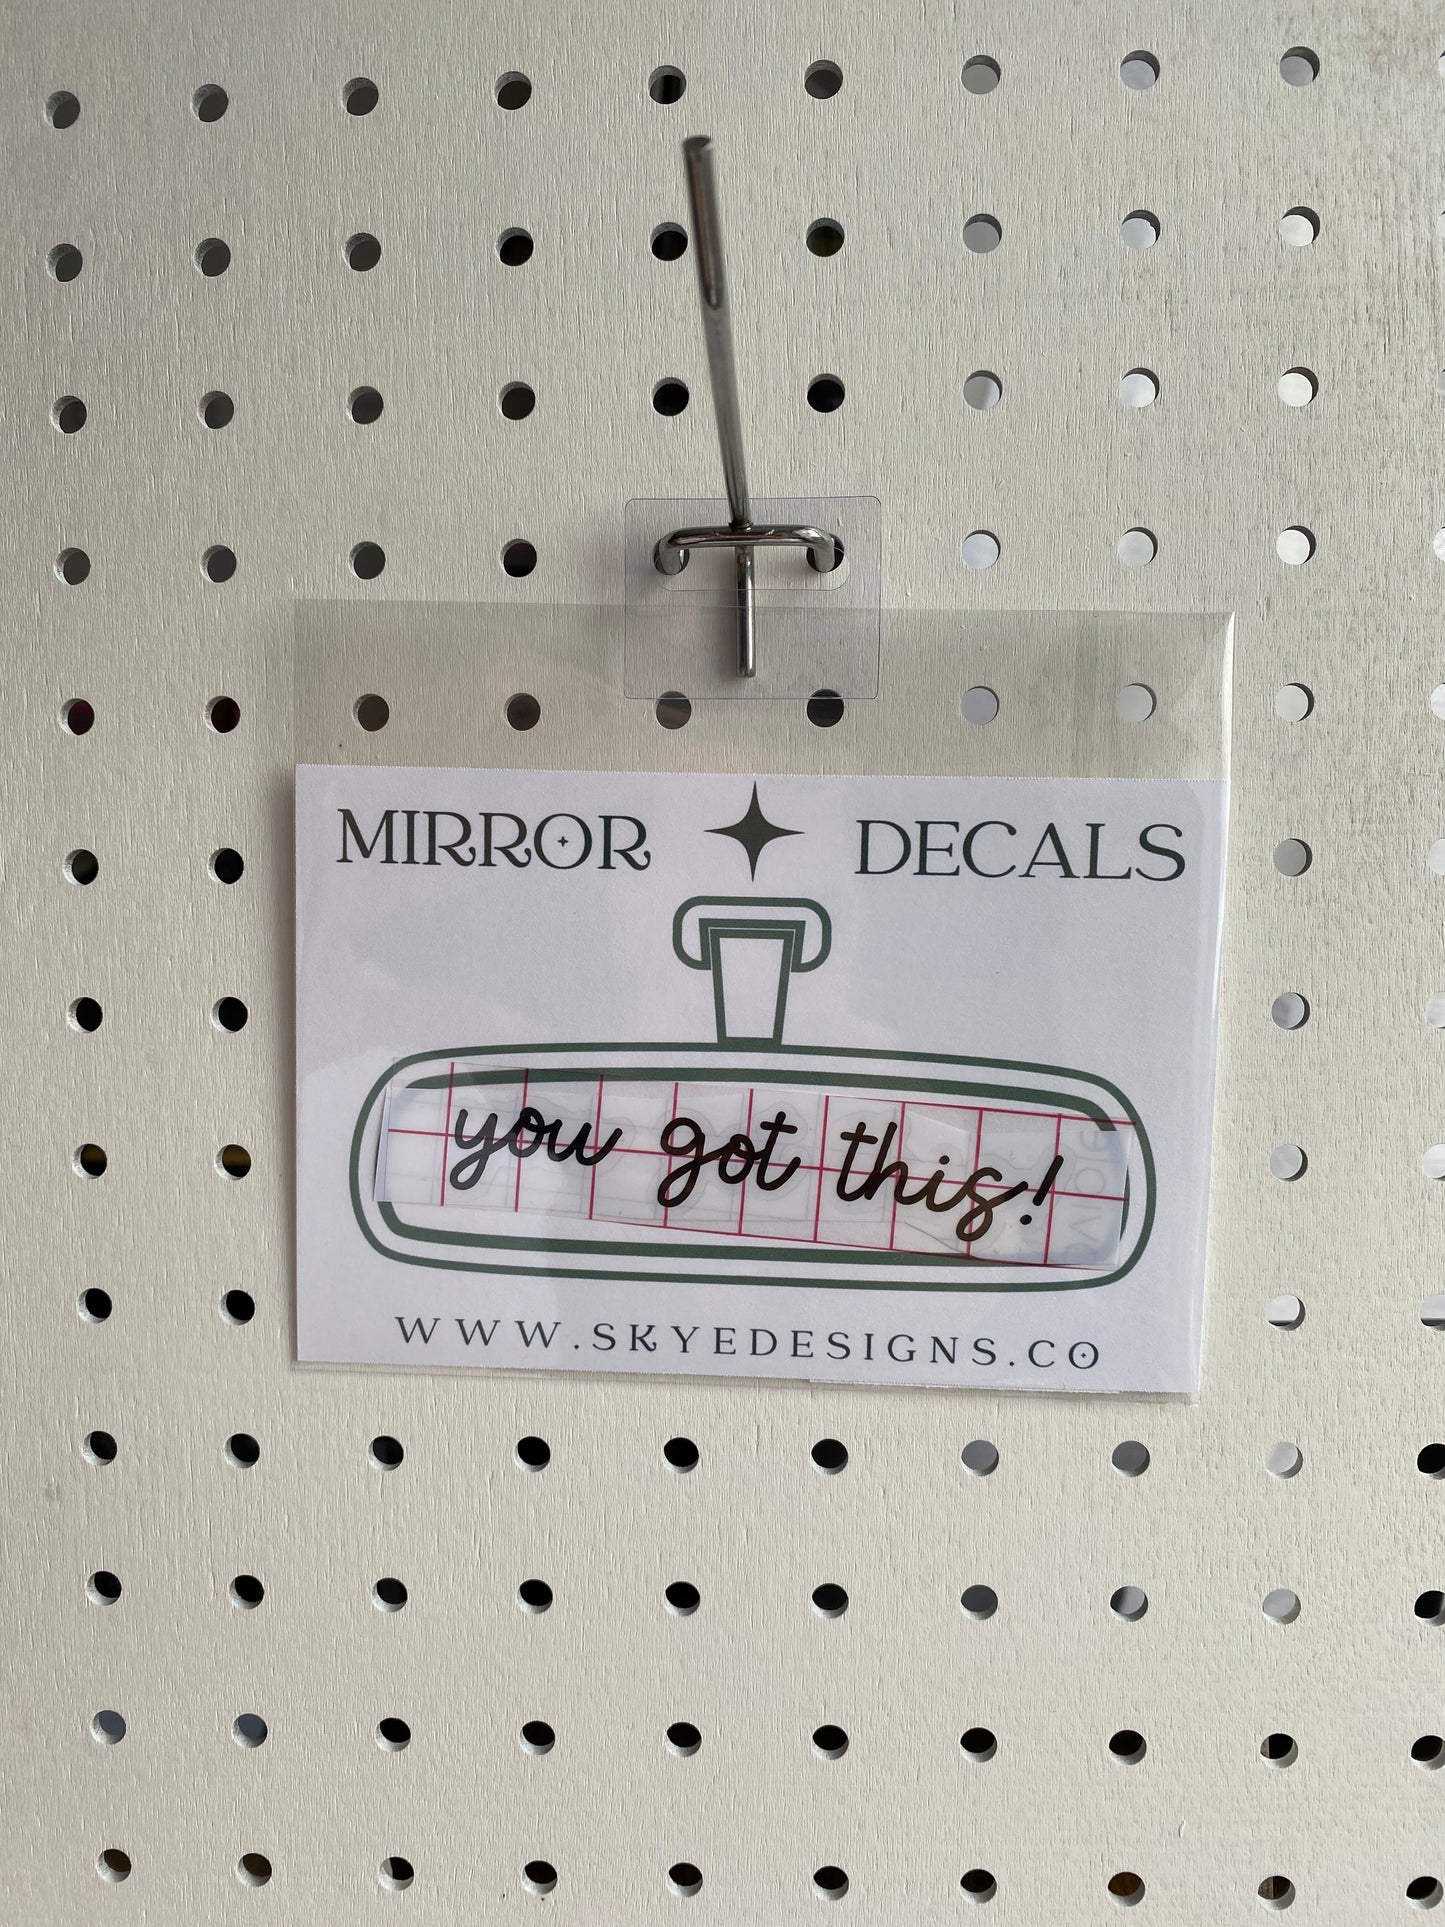 MIRROR DECALS
you got this!
WWW.SKYEDESIGNS.CO